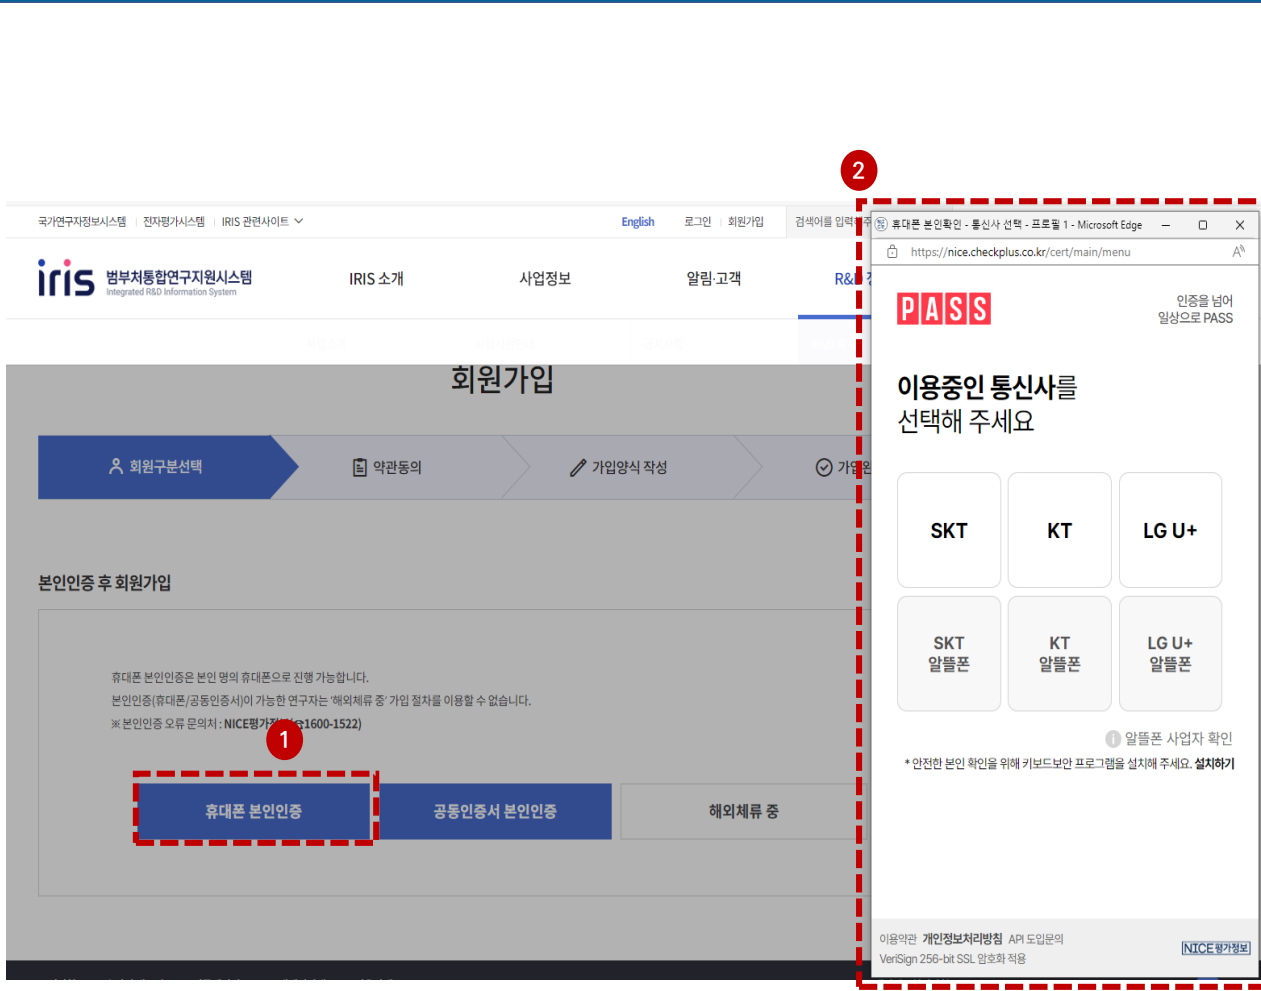 2
국가연구자정보시스템 전자평가시스템 IRIS 관련사이트
English 로그인 회원가입 검색어를 입력
iris 범부처통합연구지원시스템
Integrated R&D Information System
IRIS 소개 사업정보 알림·고객 R&D
회원가입
회원구분선택 약관동의 가입양식 작성
본인인증 후 회원가입
휴대폰 본인인증은 본인 명의 휴대폰으로 진행 가능합니다.
본인인증(휴대폰/공동인증서)이 가능한 연구자는 '해외체류 중' 가입 절차를 이용할 수 없습니다.
※ 본인인증 오류 문의처 : NICE평가정 1600-1522)
1
휴대폰 본인인증 공동인증서 본인인증 해외체류 중
휴대폰 본인확인 - 통신사 선택 - 프로필 1 - Microsoft Edge
https://nice.checkplus.co.kr/cert/main/menu
PASS
인증을 넘어
일상으로 PASS
이용중인 통신사를
선택해 주세요
SKT KT LG U+
SKT
알뜰폰
KT
알뜰폰
LG U+
알뜰폰
알뜰폰 사업자 확인
* 안전한 본인 확인을 위해 키보드보안 프로그램을 설치해 주세요. 설치하기
이용약관 개인정보처리방침 API 도입문의
VeriSign 256-bit SSL 암호화 적용
NICE평가정보